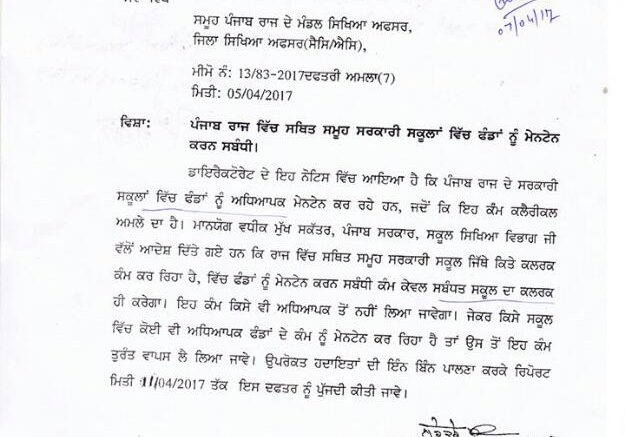 ਸਮੂਹ ਪੰਜਾਬ ਰਾਜ ਦੇ ਮੰਡਲ ਸਿਖਿਆ ਅਫਸਰ,
07/04/17
ਜਿਲਾ ਸਿਖਿਆ ਅਫਸਰ(ਸੈਸਿ/ਐਸਿ),
ਮੀਮੋ ਨੰ: 13/83-2017ਦਫਤਰੀ ਅਮਲਾ(7)
ਮਿਤੀ: 05/04/2017
ਵਿਸ਼ਾ: ਪੰਜਾਬ ਰਾਜ ਵਿੱਚ ਸਥਿਤ ਸਮੂਹ ਸਰਕਾਰੀ ਸਕੂਲਾਂ ਵਿੱਚ ਫੰਡਾਂ ਨੂੰ ਮੇਨਟੇਨ
ਕਰਨ ਸਬੰਧੀ।
ਡਾਇਰੈਕਟੋਰੇਟ ਦੇ ਇਹ ਨੋਟਿਸ ਵਿੱਚ ਆਇਆ ਹੈ ਕਿ ਪੰਜਾਬ ਰਾਜ ਦੇ ਸਰਕਾਰੀ
ਸਕੂਲਾਂ ਵਿੱਚ ਫੰਡਾਂ ਨੂੰ ਅਧਿਆਪਕ ਮੇਨਟੇਨ ਕਰ ਰਹੇ ਹਨ, ਜਦੋਂ ਕਿ ਇਹ ਕੰਮ ਕਲੈਰੀਕਲ
ਅਮਲੇ ਦਾ ਹੈ। ਮਾਨਯੋਗ ਵਧੀਕ ਮੁੱਖ ਸਕੱਤਰ, ਪੰਜਾਬ ਸਰਕਾਰ, ਸਕੂਲ ਸਿਖਿਆ ਵਿਭਾਗ ਜੀ
ਵੱਲੋਂ ਆਦੇਸ਼ ਦਿੱਤੇ ਗਏ ਹਨ ਕਿ ਰਾਜ ਵਿੱਚ ਸਥਿਤ ਸਮੂਹ ਸਰਕਾਰੀ ਸਕੂਲ ਜਿੱਥੇ ਕਿਤੇ ਕਲਰਕ
ਕੰਮ ਕਰ ਰਿਹਾ ਹੈ, ਵਿੱਚ ਫੰਡਾਂ ਨੂੰ ਮੇਨਟੇਨ ਕਰਨ ਸਬੰਧੀ ਕੰਮ ਕੇਵਲ ਸਬੰਧਤ ਸਕੂਲ ਦਾ ਕਲਰਕ
ਹੀ ਕਰੇਗਾ। ਇਹ ਕੰਮ ਕਿਸੇ ਵੀ ਅਧਿਆਪਕ ਤੋਂ ਨਹੀਂ ਲਿਆ ਜਾਵੇਗਾ। ਜੇਕਰ ਕਿਸੇ ਸਕੂਲ
ਵਿੱਚ ਕੋਈ ਵੀ ਅਧਿਆਪਕ ਫੰਡਾਂ ਦੇ ਕੰਮ ਨੂੰ ਮੇਨਟੇਨ ਕਰ ਰਿਹਾ ਹੈ ਤਾਂ ਉਸ ਤੋਂ ਇਹ ਕੰਮ
ਤੁਰੰਤ ਵਾਪਸ ਲੈ ਲਿਆ ਜਾਵੇ। ਉਪਰੋਕਤ ਹਦਾਇਤਾਂ ਦੀ ਇੰਨ ਬਿੰਨ ਪਾਲਣਾ ਕਰਕੇ ਰਿਪੋਰਟ
ਮਿਤੀ 11/04/2017 ਤੱਕ ਇਸ ਦਫਤਰ ਨੂੰ ਪੁੱਜਦੀ ਕੀਤੀ ਜਾਵੇ।